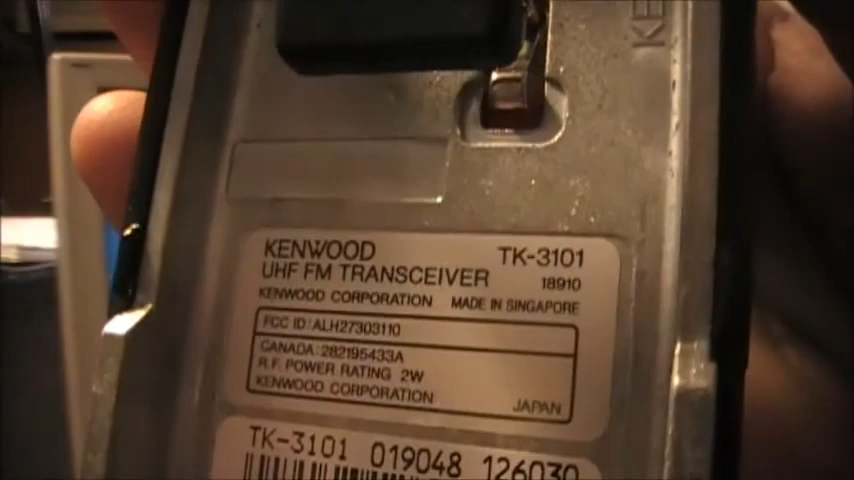 KENWOOD TK-3101
UHF FM TRANSCEIVER 18910
KENWOOD CORPORATION MADE IN SINGAPORE
FCC ID: ALH27303110
CANADA: 282195433A
R.F. POWER RATING 2W
KENWOOD CORPORATION JAPAN
TK-3101 019048 126030